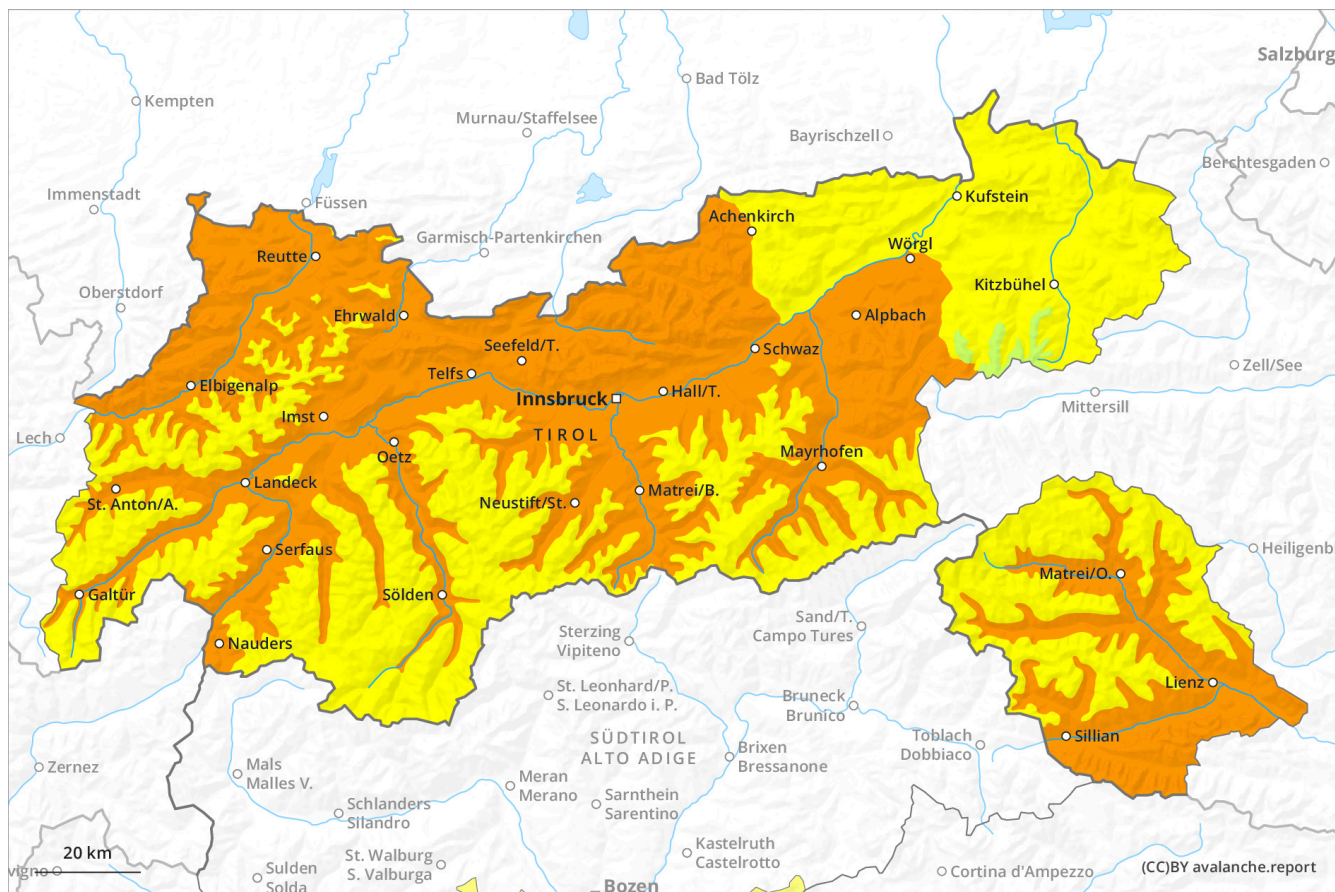 Salzburg
Bad Tölz
Kempten
Murnau/Staffelsee
Bayrischzell
Berchtesgaden
Immenstadt
Füssen
Kufstein
Achenkirch
Garmisch-Partenkirchen
Reutte
Wörgl
Oberstdorf
Kitzbühel
Ehrwald
Alpbach
Seefeld/T.
Schwaz
Zell/See
Telfs
Elbigenalp
Hall/T.
Innsbruck
Mittersill
Imst
Lech
TIROL
Oetz
Mayrhofen
Landeck
Matrei/B.
St. Anton/A.
Neustift/St.
Serfaus
Heiligenb
Matrei/O.
Galtür
Sölden
Sand/T.
Campo Tures
Sterzing
Vipiteno
Nauders
Lienz
St. Leonhard/P.
S. Leonardo i. P.
Bruneck
Brunico
Sillian
Toblach
Dobbiaco
SÜDTIROL
ALTO ADIGE
Brixen
Bressanone
Zernez
Mals
Malles V.
Meran
Merano
Sarnthein
Sarentino
Schlanders
Silandro
Kastelruth
Castelrotto
20 km
St. Walburg
S. Valburga
vigno
Sulden
Solda
Cortina d'Ampezzo
(CC)BY avalanche.report
Bozen